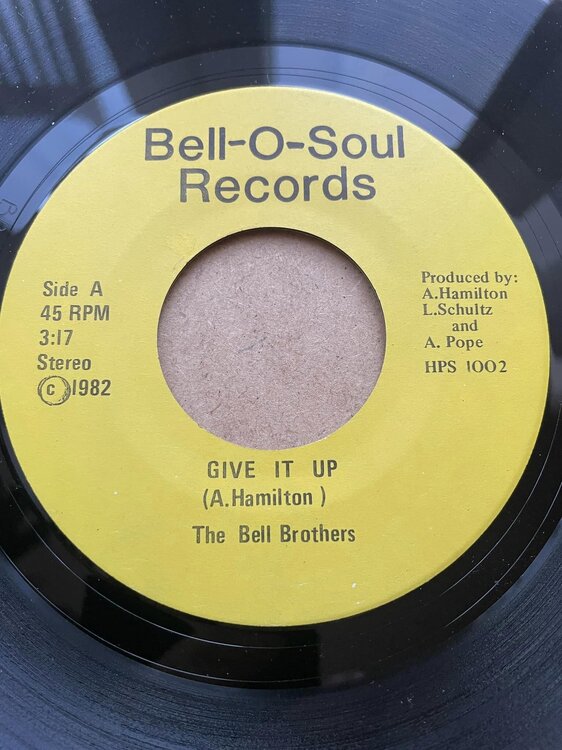 Bell-O-Soul
Records
Side A
45 RPM
3:17
Stereo
©1982
Produced by:
A.Hamilton
L.Schultz
and
A. Pope
HPS 1002
GIVE IT UP
(A.Hamilton)
The Bell Brothers